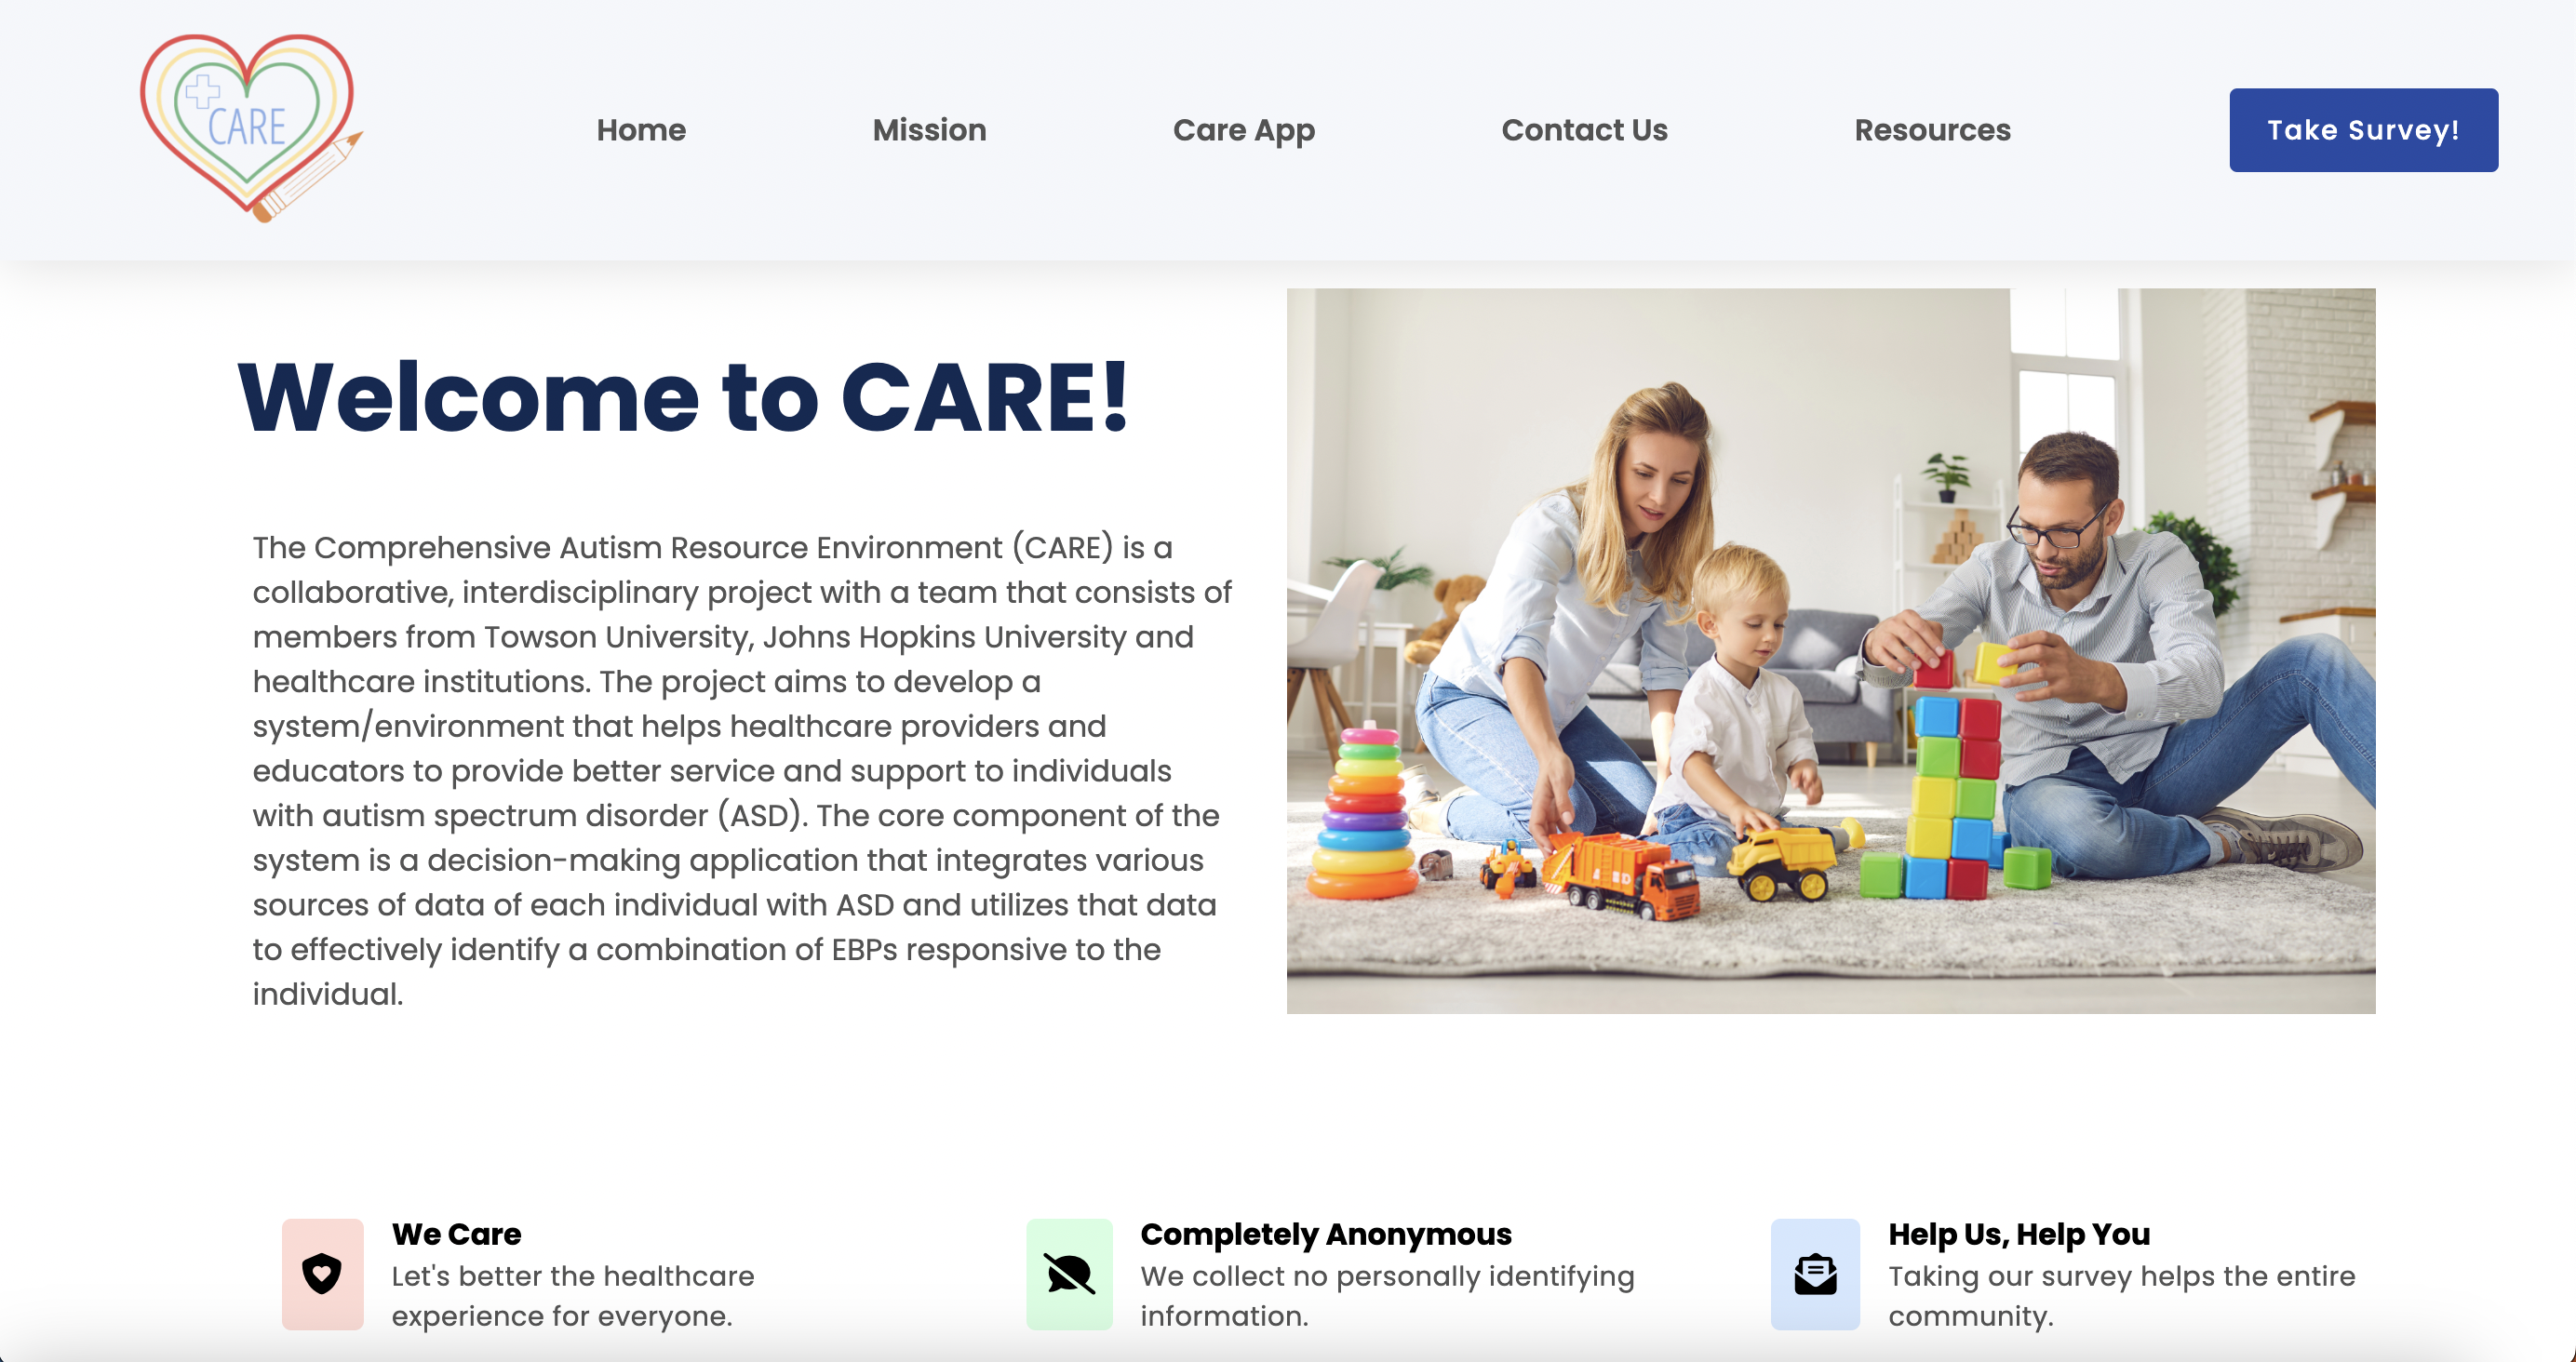 CARE
Home
Mission
Care App
Contact Us
Resources
Take Survey!
Welcome to CARE!
The Comprehensive Autism Resource Environment (CARE) is a
collaborative, interdisciplinary project with a team that consists of
members from Towson University, Johns Hopkins University and
healthcare institutions. The project aims to develop a
system/environment that helps healthcare providers and
educators to provide better service and support to individuals
with autism spectrum disorder (ASD). The core component of the
system is a decision-making application that integrates various
sources of data of each individual with ASD and utilizes that data
to effectively identify a combination of EBPs responsive to the
individual.
We Care
Let's better the healthcare
experience for everyone.
Completely Anonymous
We collect no personally identifying
information.
Help Us, Help You
Taking our survey helps the entire
community.